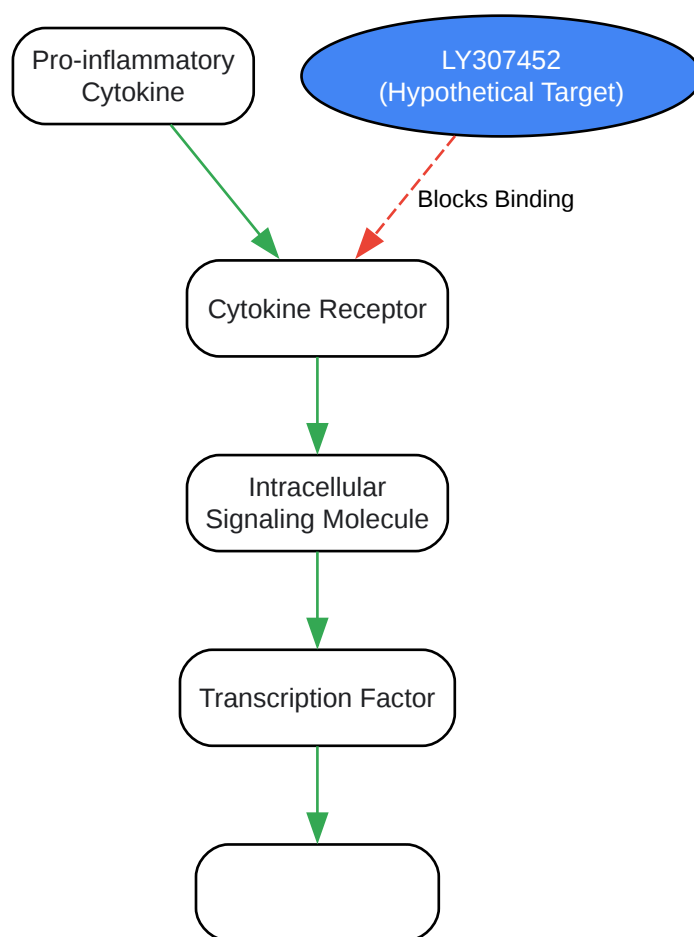 Pro-inflammatory
Cytokine
LY307452
(Hypothetical Target)
Blocks Binding
Cytokine Receptor
Intracellular
Signaling Molecule
Transcription Factor